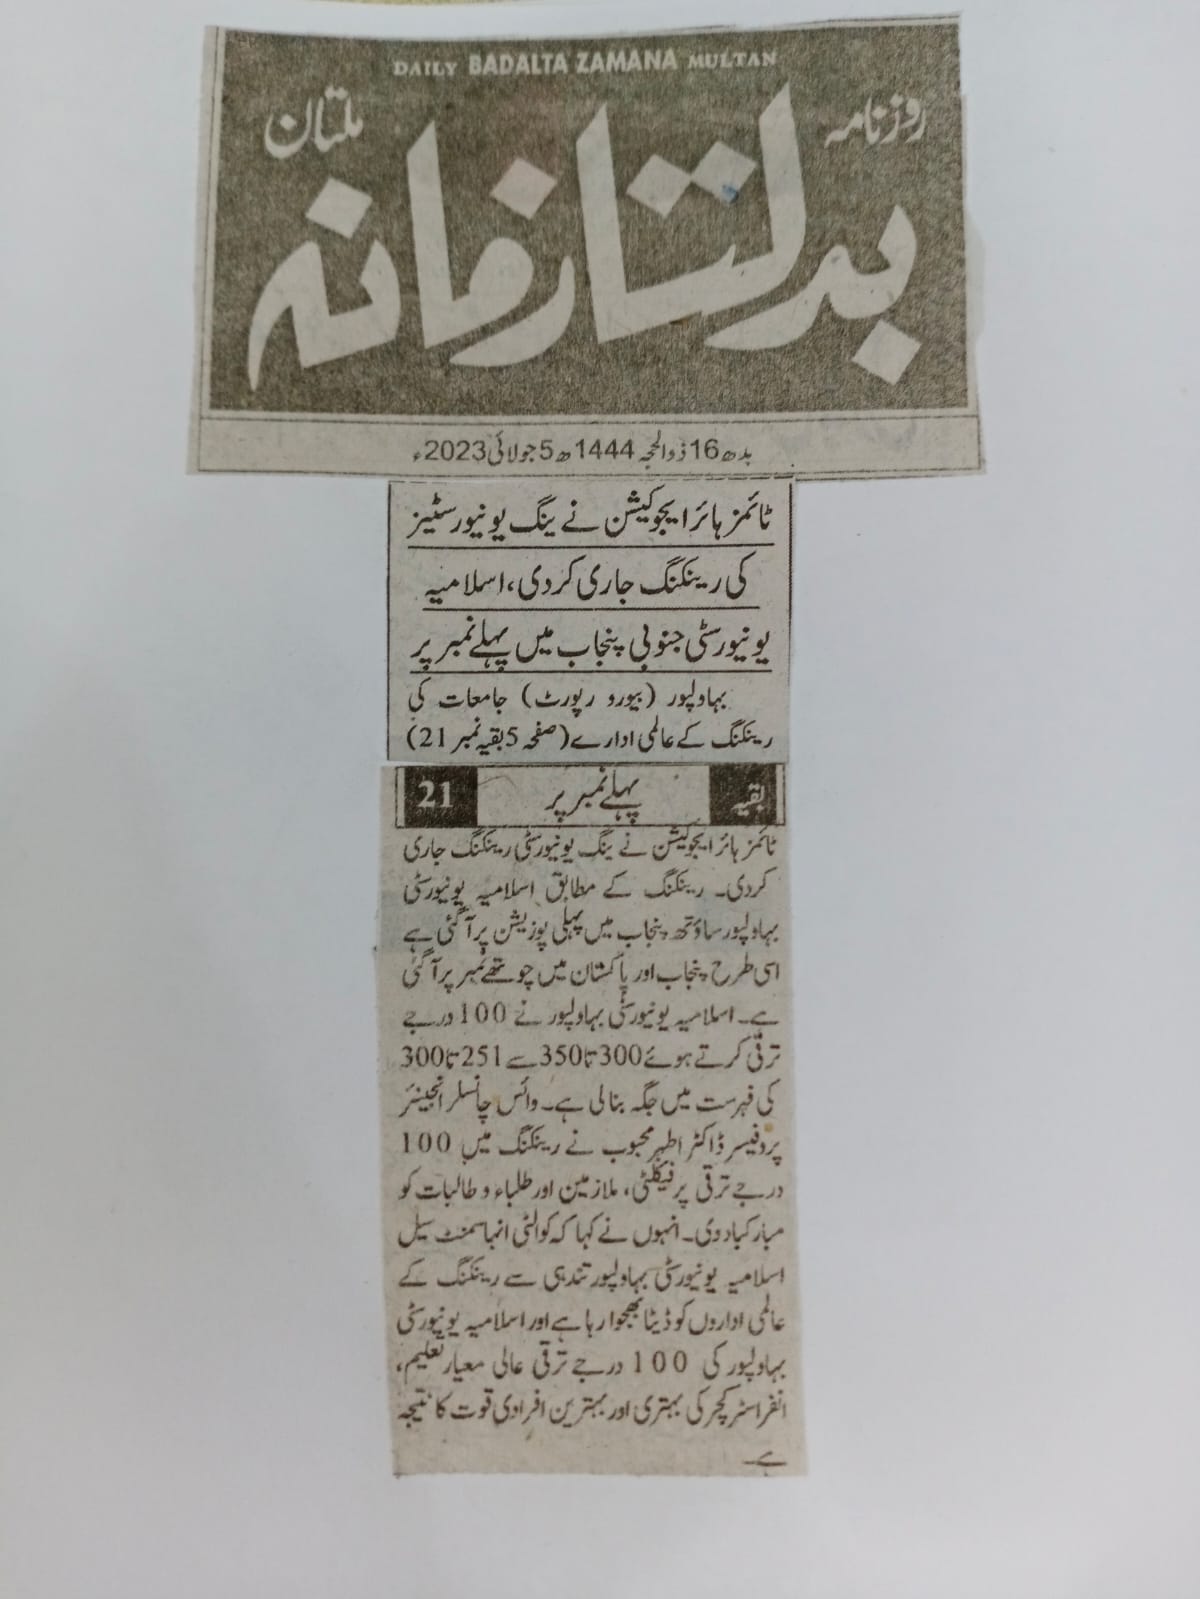 DAILY BADALTA ZAMANA MULTAN
روزنامہ
ملتان
بدلتا زمانہ
بدھ 16 ذوالحجہ 1444ھ 5 جولائی 2023ء
ٹائمز ہائر ایجوکیشن نے ینگ یونیورسٹیز
کی رینکنگ جاری کردی، اسلامیہ
یونیورسٹی جنوبی پنجاب میں پہلے نمبر پر
بہاولپور (بیورو رپورٹ) جامعات کی
رینکنگ کے عالمی ادارے (صفحہ 5 بقیہ نمبر 21)
بقیہ پہلے نمبر پر 21
ٹائمز ہائر ایجوکیشن نے ینگ یونیورسٹی رینکنگ جاری
کردی۔ رینکنگ کے مطابق اسلامیہ یونیورسٹی
بہاولپور ساؤتھ پنجاب میں پہلی پوزیشن پر آگئی ہے
اسی طرح پنجاب اور پاکستان میں چوتھے نمبر پر آگئی
ہے۔ اسلامیہ یونیورسٹی بہاولپور نے 100 درجے
ترقی کرتے ہوئے 300 تا 350 سے 251 تا 300
کی فہرست میں جگہ بنالی ہے۔ وائس چانسلر انجینئر
پروفیسر ڈاکٹر اطہر محبوب نے رینکنگ میں 100
درجے ترقی پر فیکلٹی، ملازمین اور طلباء و طالبات کو
مبارکباد دی۔ انہوں نے کہا کہ کوالٹی انہاسمنٹ سیل
اسلامیہ یونیورسٹی بہاولپور تندہی سے رینکنگ کے
عالمی اداروں کو ڈیٹا بھجوا رہا ہے اور اسلامیہ یونیورسٹی
بہاولپور کی 100 درجے ترقی عالی معیار تعلیم،
انفراسٹرکچر کی بہتری اور بہترین افرادی قوت کا نتیجہ
ہے۔